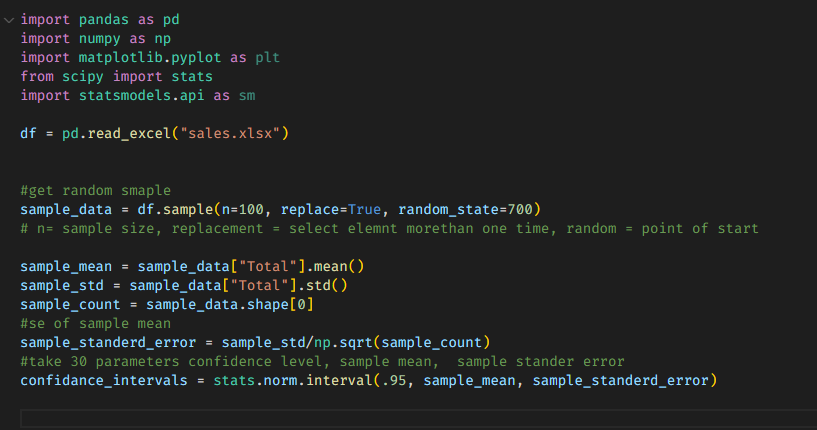 import pandas as pd
import numpy as np
import matplotlib.pyplot as plt
from scipy import stats
import statsmodels.api as sm
df = pd.read_excel("sales.xlsx")
#get random smaple
sample_data = df.sample(n=100, replace=True, random_state=700)
# n= sample size, replacement = select elemnt morethan one time, random = point of start
sample_mean = sample_data["Total"].mean()
sample_std = sample_data["Total"].std()
sample_count = sample_data.shape[0]
#se of sample mean
sample_standerd_error = sample_std/np.sqrt(sample_count)
#take 30 parameters confidence level, sample mean,  sample stander error
confidance_intervals = stats.norm.interval(.95, sample_mean, sample_standerd_error)